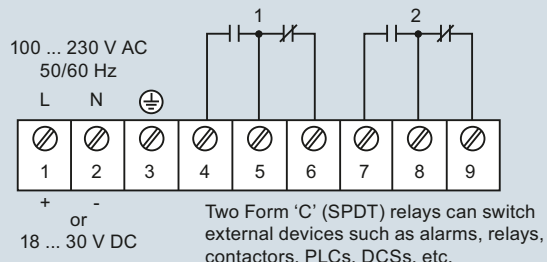 1
2
100 ... 230 V AC
50/60 Hz
L N
1 2 3 4 5 6 7 8 9
+ -
or
18 ... 30 V DC
Two Form ‘C’ (SPDT) relays can switch
external devices such as alarms, relays,
contactors, PLCs, DCSs, etc.